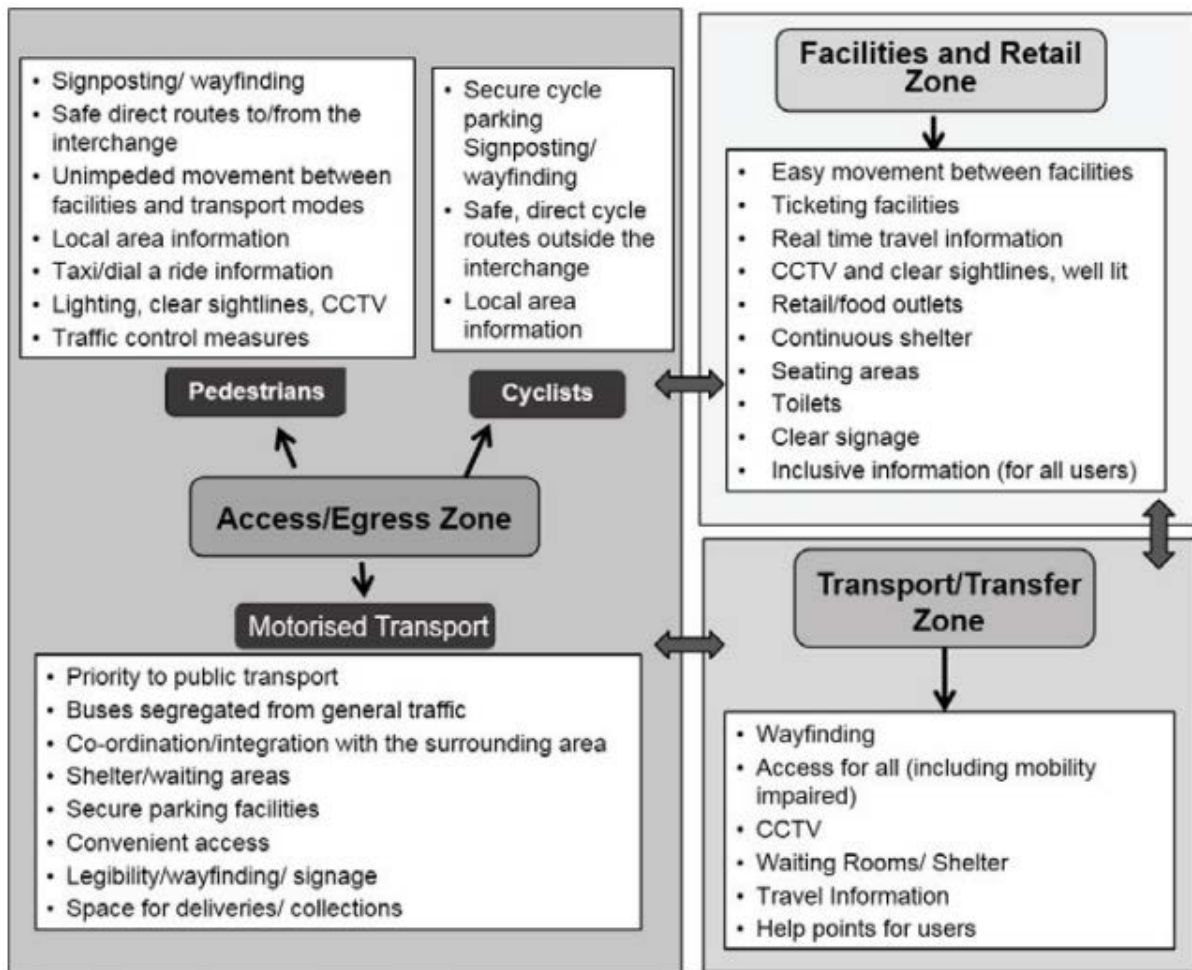 • Signposting/ wayfinding
• Safe direct routes to/from the
interchange
• Unimpeded movement between
facilities and transport modes
• Local area information
• Taxi/dial a ride information
• Lighting, clear sightlines, CCTV
• Traffic control measures
Pedestrians
• Secure cycle
parking
Signposting/
wayfinding
• Safe, direct cycle
routes outside the
interchange
• Local area
information
Cyclists
Access/Egress Zone
Motorised Transport
• Priority to public transport
• Buses segregated from general traffic
• Co-ordination/integration with the surrounding area
• Shelter/waiting areas
• Secure parking facilities
• Convenient access
• Legibility/wayfinding/ signage
• Space for deliveries/ collections
Facilities and Retail
Zone
• Easy movement between facilities
• Ticketing facilities
• Real time travel information
• CCTV and clear sightlines, well lit
• Retail/food outlets
• Continuous shelter
• Seating areas
• Toilets
• Clear signage
• Inclusive information (for all users)
Transport/Transfer
Zone
• Wayfinding
• Access for all (including mobility
impaired)
• CCTV
• Waiting Rooms/ Shelter
• Travel Information
• Help points for users